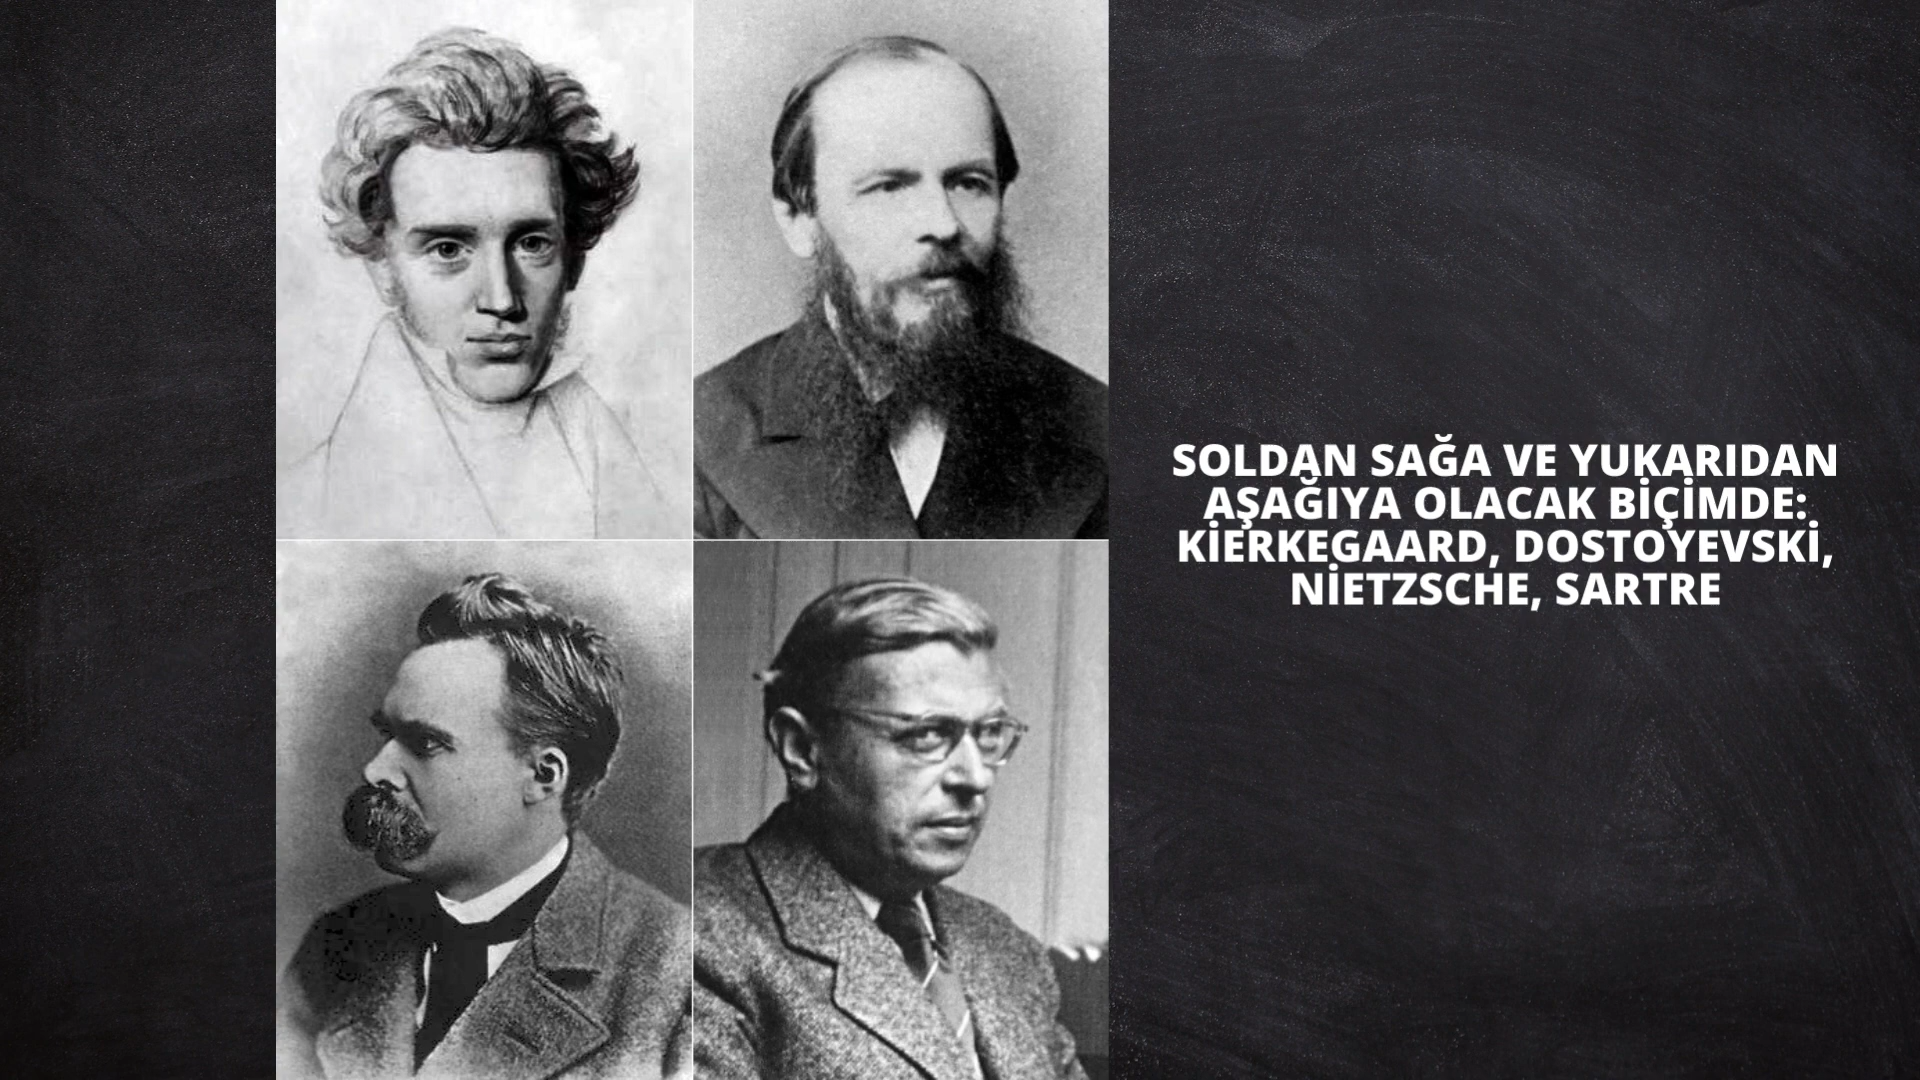 SOLDAN SAĞA VE YUKARIDAN
AŞAĞIYA OLACAK BİÇİMDE:
KİERKEGAARD, DOSTOYEVSKİ,
NİETZSCHE, SARTRE